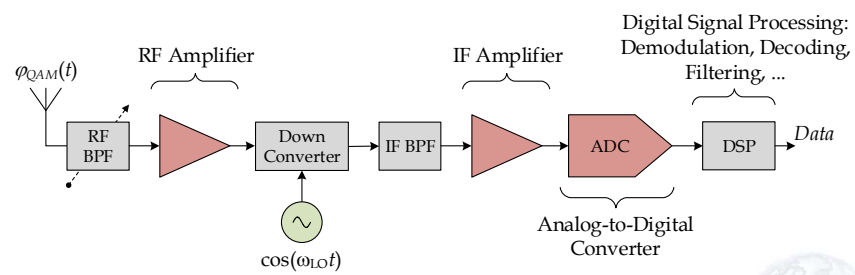 Digital Signal Processing:
Demodulation, Decoding,
Filtering, ...
RF Amplifier
IF Amplifier
φQAM(t)
RF
BPF
Down
Converter
IF BPF
ADC
DSP
Data
Analog-to-Digital
Converter
cos(ωLOt)